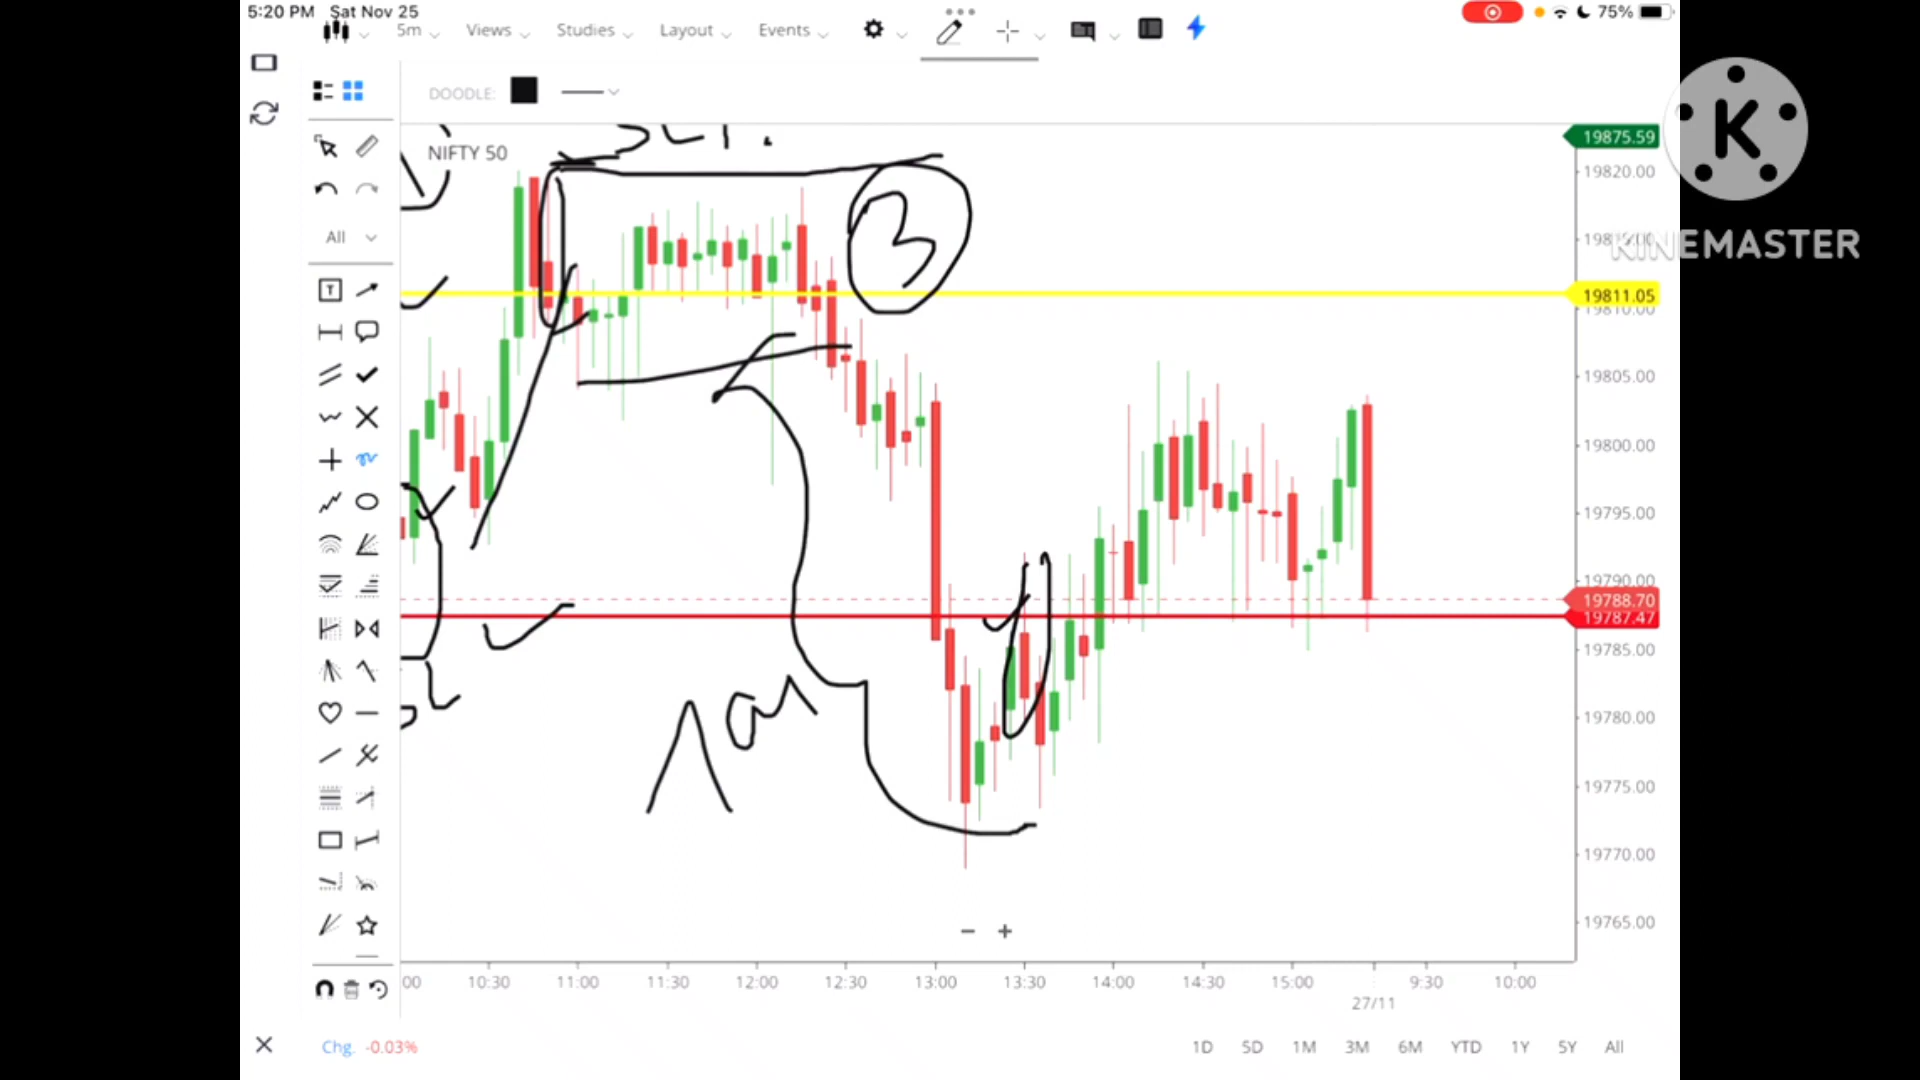 5:20 PM Sat Nov 25
75%
5m Views Studies Layout Events
DOODLE:
K
KINEMASTER
NIFTY 50
All
T
3
19875.59
19820.00
19811.05
19810.00
19805.00
19800.00
19795.00
19790.00
19788.70
19787.47
19785.00
19780.00
19775.00
19770.00
19765.00
− +
00 10:30 11:00 11:30 12:00 12:30 13:00 13:30 14:00 14:30 15:00 9:30 10:00
27/11
Chg. -0.03%
1D 5D 1M 3M 6M YTD 1Y 5Y All